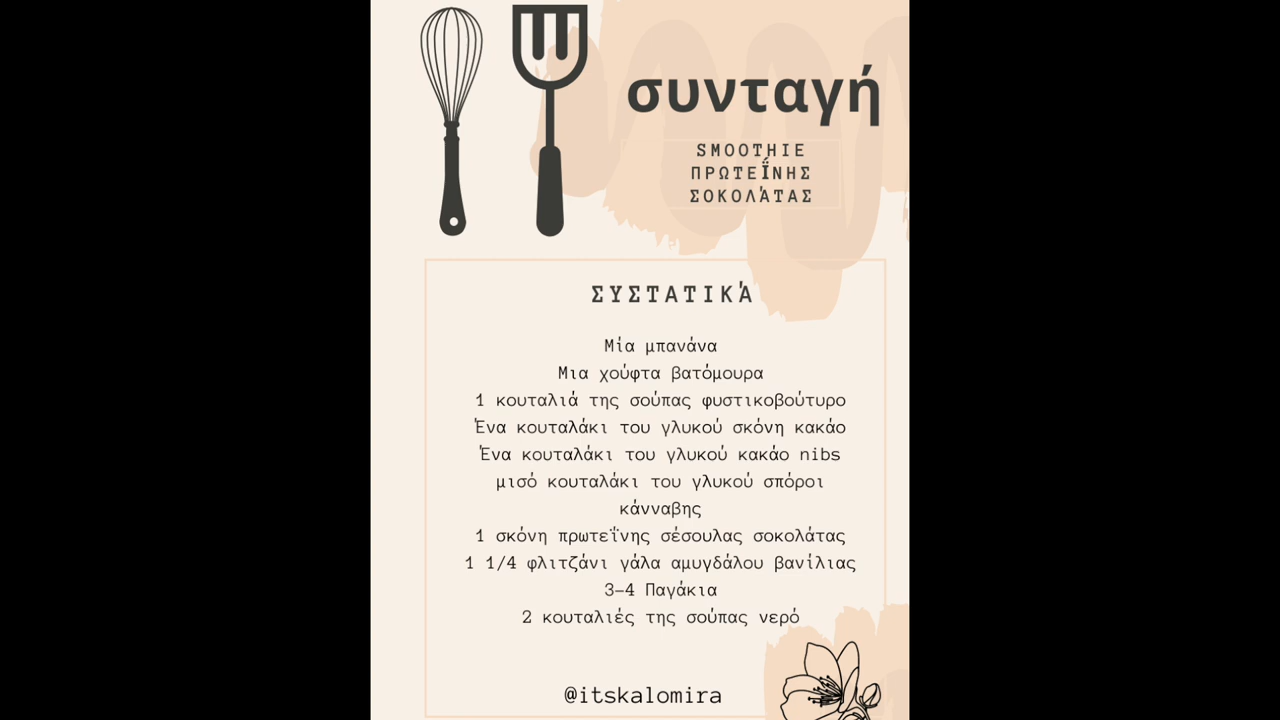 συνταγή
SMOOTHIE
ΠΡΩΤΕΪ́ΝΗΣ
ΣΟΚΟΛΆΤΑΣ
ΣΥΣΤΑΤΙΚΆ
Μία μπανάνα
Μια χούφτα βατόμουρα
1 κουταλιά της σούπας φυστικοβούτυρο
Ένα κουταλάκι του γλυκού σκόνη κακάο
Ένα κουταλάκι του γλυκού κακάο nibs
μισό κουταλάκι του γλυκού σπόροι
κάνναβης
1 σκόνη πρωτεΐνης σέσουλας σοκολάτας
1 1/4 φλιτζάνι γάλα αμυγδάλου βανίλιας
3-4 Παγάκια
2 κουταλιές της σούπας νερό
@itskalomira